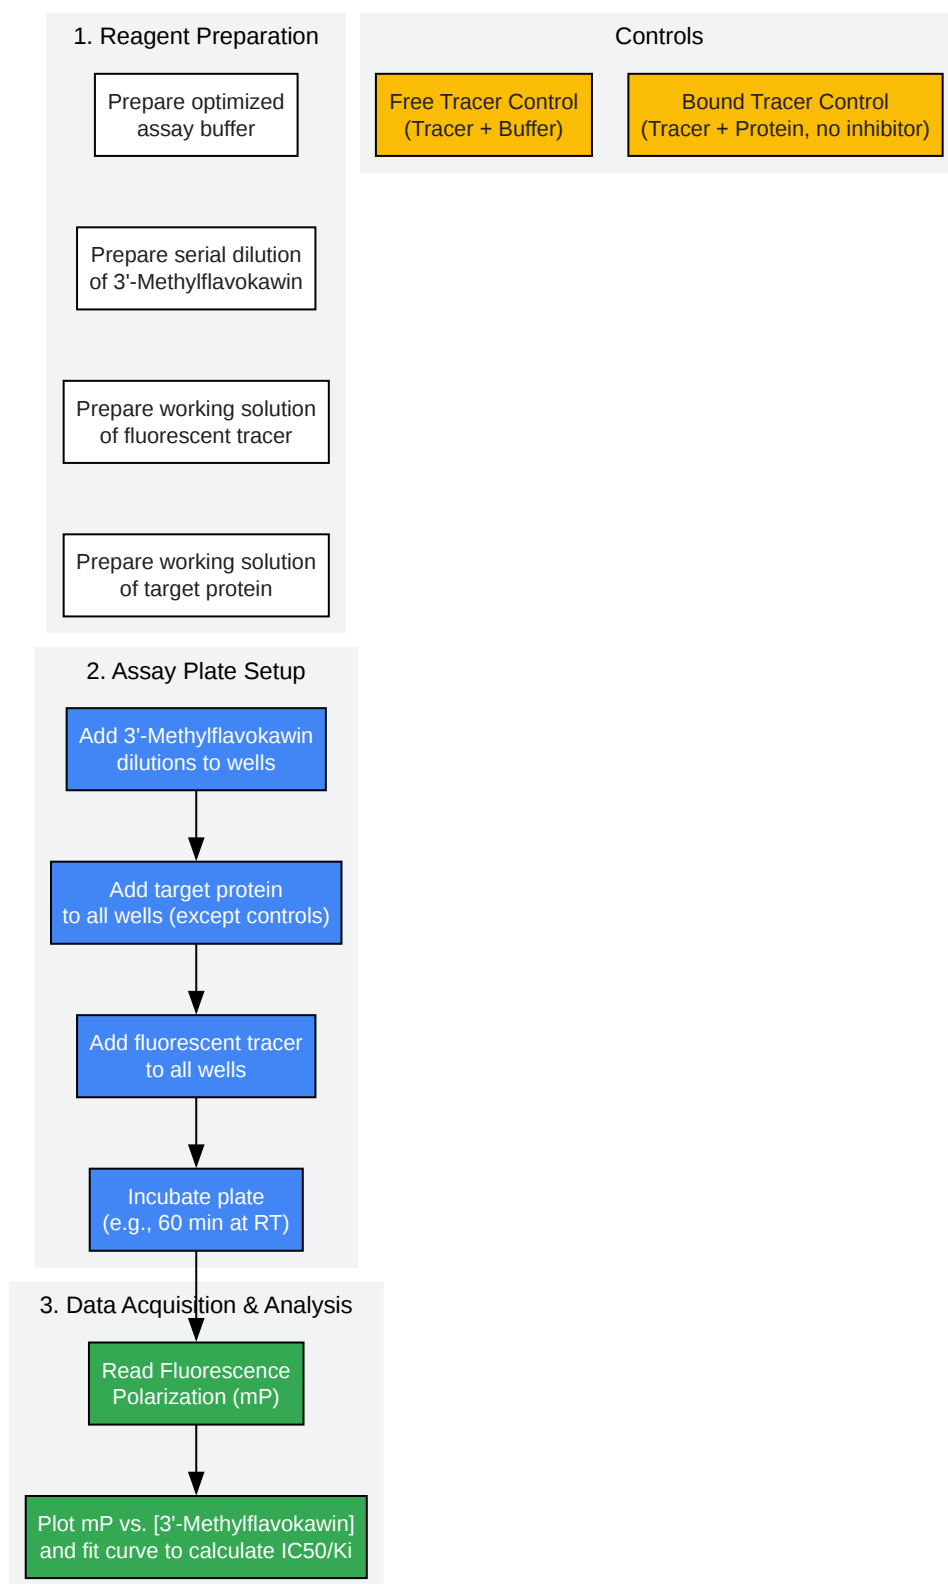 1. Reagent Preparation
Prepare optimized
assay buffer
Prepare serial dilution
of 3'-Methylflavokawin
Prepare working solution
of fluorescent tracer
Prepare working solution
of target protein
Controls
Free Tracer Control
(Tracer + Buffer)
Bound Tracer Control
(Tracer + Protein, no inhibitor)
2. Assay Plate Setup
Add 3'-Methylflavokawin
dilutions to wells
Add target protein
to all wells (except controls)
Add fluorescent tracer
to all wells
Incubate plate
(e.g., 60 min at RT)
3. Data Acquisition & Analysis
Read Fluorescence
Polarization (mP)
Plot mP vs. [3'-Methylflavokawin]
and fit curve to calculate IC50/Ki